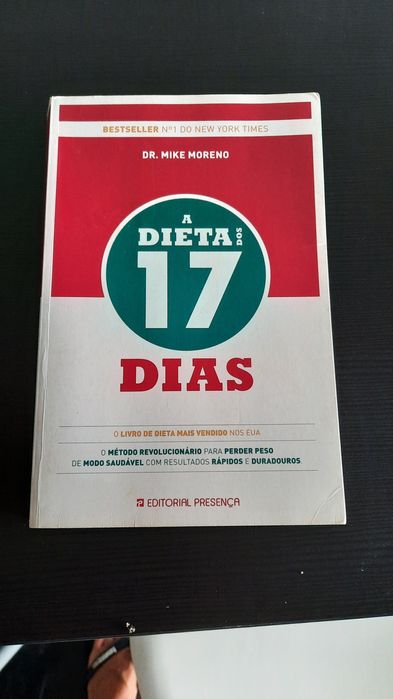 BESTSELLER Nº1 DO NEW YORK TIMES
DR. MIKE MORENO
A
DIETA DOS
17
DIAS
O LIVRO DE DIETA MAIS VENDIDO NOS EUA
O MÉTODO REVOLUCIONÁRIO PARA PERDER PESO
DE MODO SAUDÁVEL COM RESULTADOS RÁPIDOS E DURADOUROS
EDITORIAL PRESENÇA